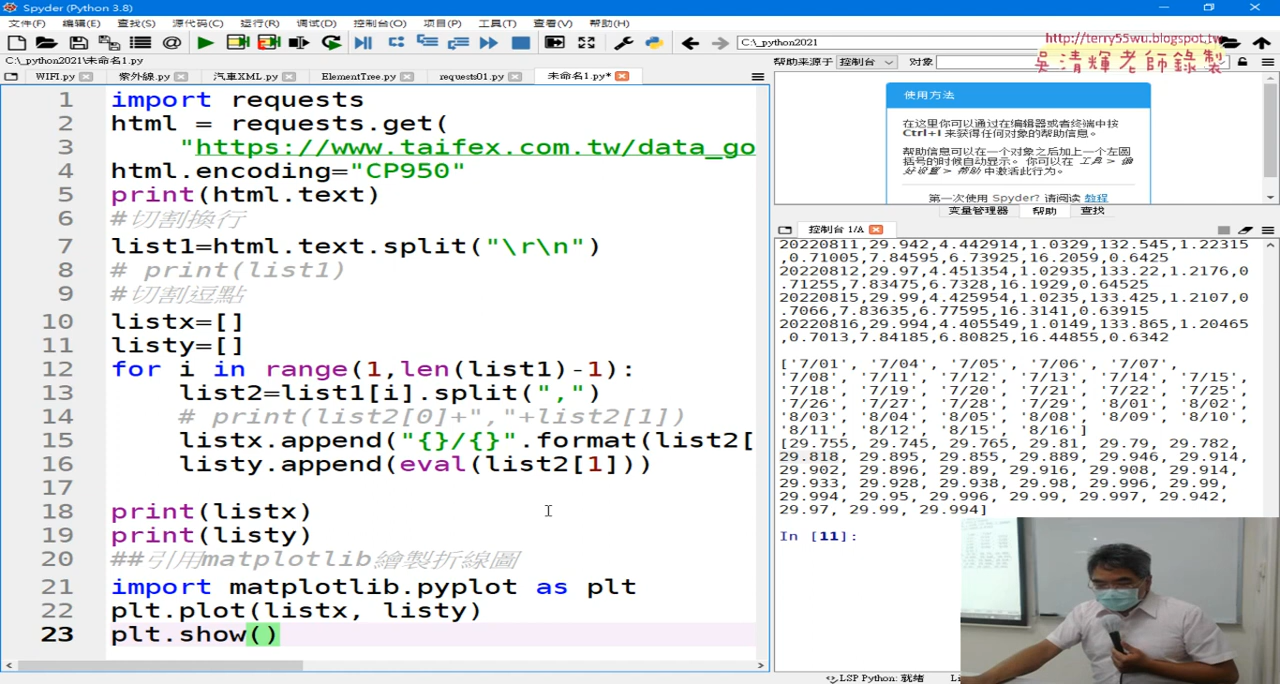 Spyder (Python 3.8)
文件(F) 编辑(E) 查找(S) 源代码(C) 运行(R) 调试(D) 控制台(O) 项目(P) 工具(T) 查看(V) 帮助(H)
C:\_python2021
http://terry55wu.blogspot.tw
吳清輝老師錄製
C:\_python2021\未命名1.py
WIFI.py 紫外線.py 汽車XML.py ElementTree.py requests01.py 未命名1.py*
帮助来源于 控制台 对象
1 import requests
2 html = requests.get(
3 "https://www.taifex.com.tw/data_go
4 html.encoding="CP950"
5 print(html.text)
6 #切割換行
7 list1=html.text.split("\r\n")
8 # print(list1)
9 #切割逗點
10 listx=[]
11 listy=[]
12 for i in range(1,len(list1)-1):
13 list2=list1[i].split(",")
14 # print(list2[0]+","+list2[1])
15 listx.append("{}/{}".format(list2[
16 listy.append(eval(list2[1]))
17
18 print(listx)
19 print(listy)
20 ##引用matplotlib繪製折線圖
21 import matplotlib.pyplot as plt
22 plt.plot(listx, listy)
23 plt.show()
使用方法
在这里你可以通过在编辑器或者终端中按
Ctrl+I 来获得任何对象的帮助信息。
帮助信息可以在一个对象之后加上一个左圆
括号的时候自动显示。 你可以在 工具 > 偏
好设置 > 帮助 中激活此行为。
第一次使用 Spyder? 请阅读 教程
变量管理器 帮助 查找
控制台 1/A
20220811,29.942,4.442914,1.0329,132.545,1.22315
,0.71005,7.84595,6.73925,16.2059,0.6425
20220812,29.97,4.451354,1.02935,133.22,1.2176,0
.71255,7.83475,6.7328,16.1929,0.64525
20220815,29.99,4.425954,1.0235,133.425,1.2107,0
.7066,7.83635,6.77595,16.3141,0.63915
20220816,29.994,4.405549,1.0149,133.865,1.20465
,0.7013,7.84185,6.80825,16.44855,0.6342
['7/01', '7/04', '7/05', '7/06', '7/07',
'7/08', '7/11', '7/12', '7/13', '7/14', '7/15',
'7/18', '7/19', '7/20', '7/21', '7/22', '7/25',
'7/26', '7/27', '7/28', '7/29', '8/01', '8/02',
'8/03', '8/04', '8/05', '8/08', '8/09', '8/10',
'8/11', '8/12', '8/15', '8/16']
[29.755, 29.745, 29.765, 29.81, 29.79, 29.782,
29.818, 29.895, 29.855, 29.889, 29.946, 29.914,
29.902, 29.896, 29.89, 29.916, 29.908, 29.914,
29.933, 29.928, 29.938, 29.98, 29.996, 29.99,
29.994, 29.95, 29.996, 29.99, 29.997, 29.942,
29.97, 29.99, 29.994]
In [11]:
LSP Python: 就绪